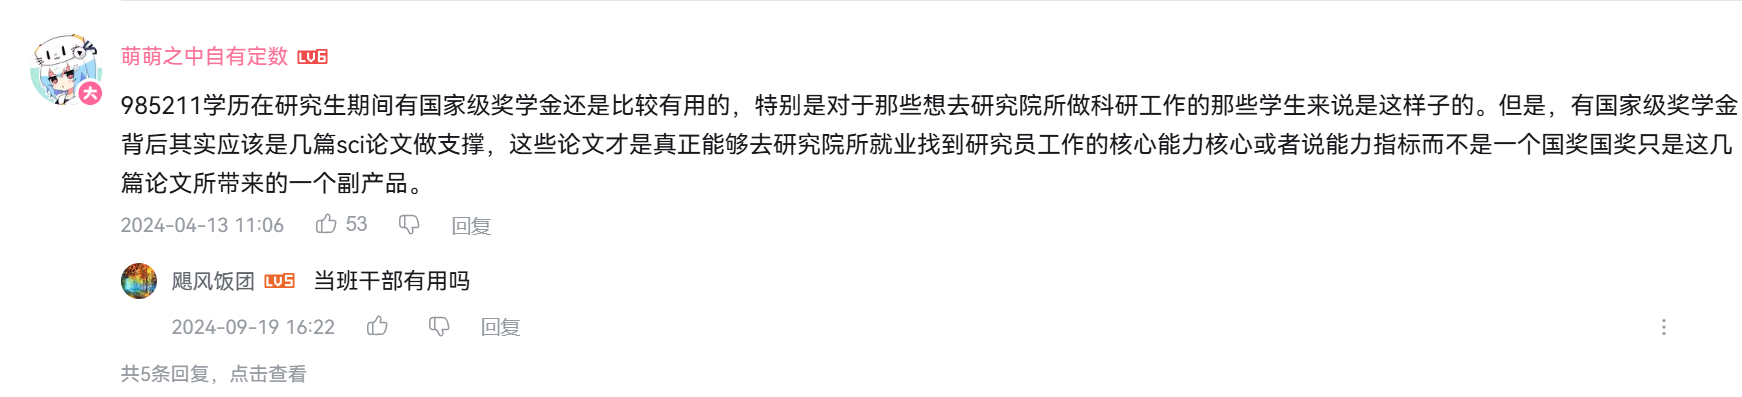 萌萌之中自有定数 LV6
大
985211学历在研究生期间有国家级奖学金还是比较有用的，特别是对于那些想去研究院所做科研工作的那些学生来说是这样子的。但是，有国家级奖学金
背后其实应该是几篇sci论文做支撑，这些论文才是真正能够去研究院所就业找到研究员工作的核心能力核心或者说能力指标而不是一个国奖国奖只是这几
篇论文所带来的一个副产品。
2024-04-13 11:06 53 回复
飓风饭团 LV5 当班干部有用吗
2024-09-19 16:22 回复
共5条回复，点击查看